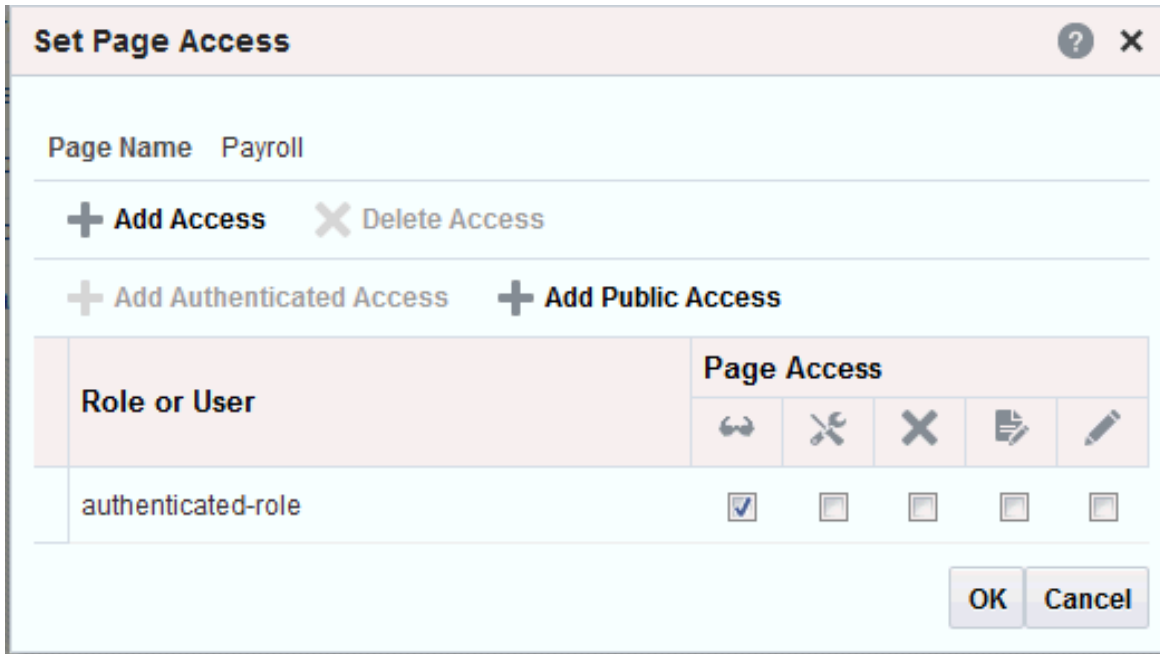 Set Page Access
?
Page Name Payroll
Add Access Delete Access
Add Authenticated Access Add Public Access
Role or User
Page Access
authenticated-role
OK Cancel